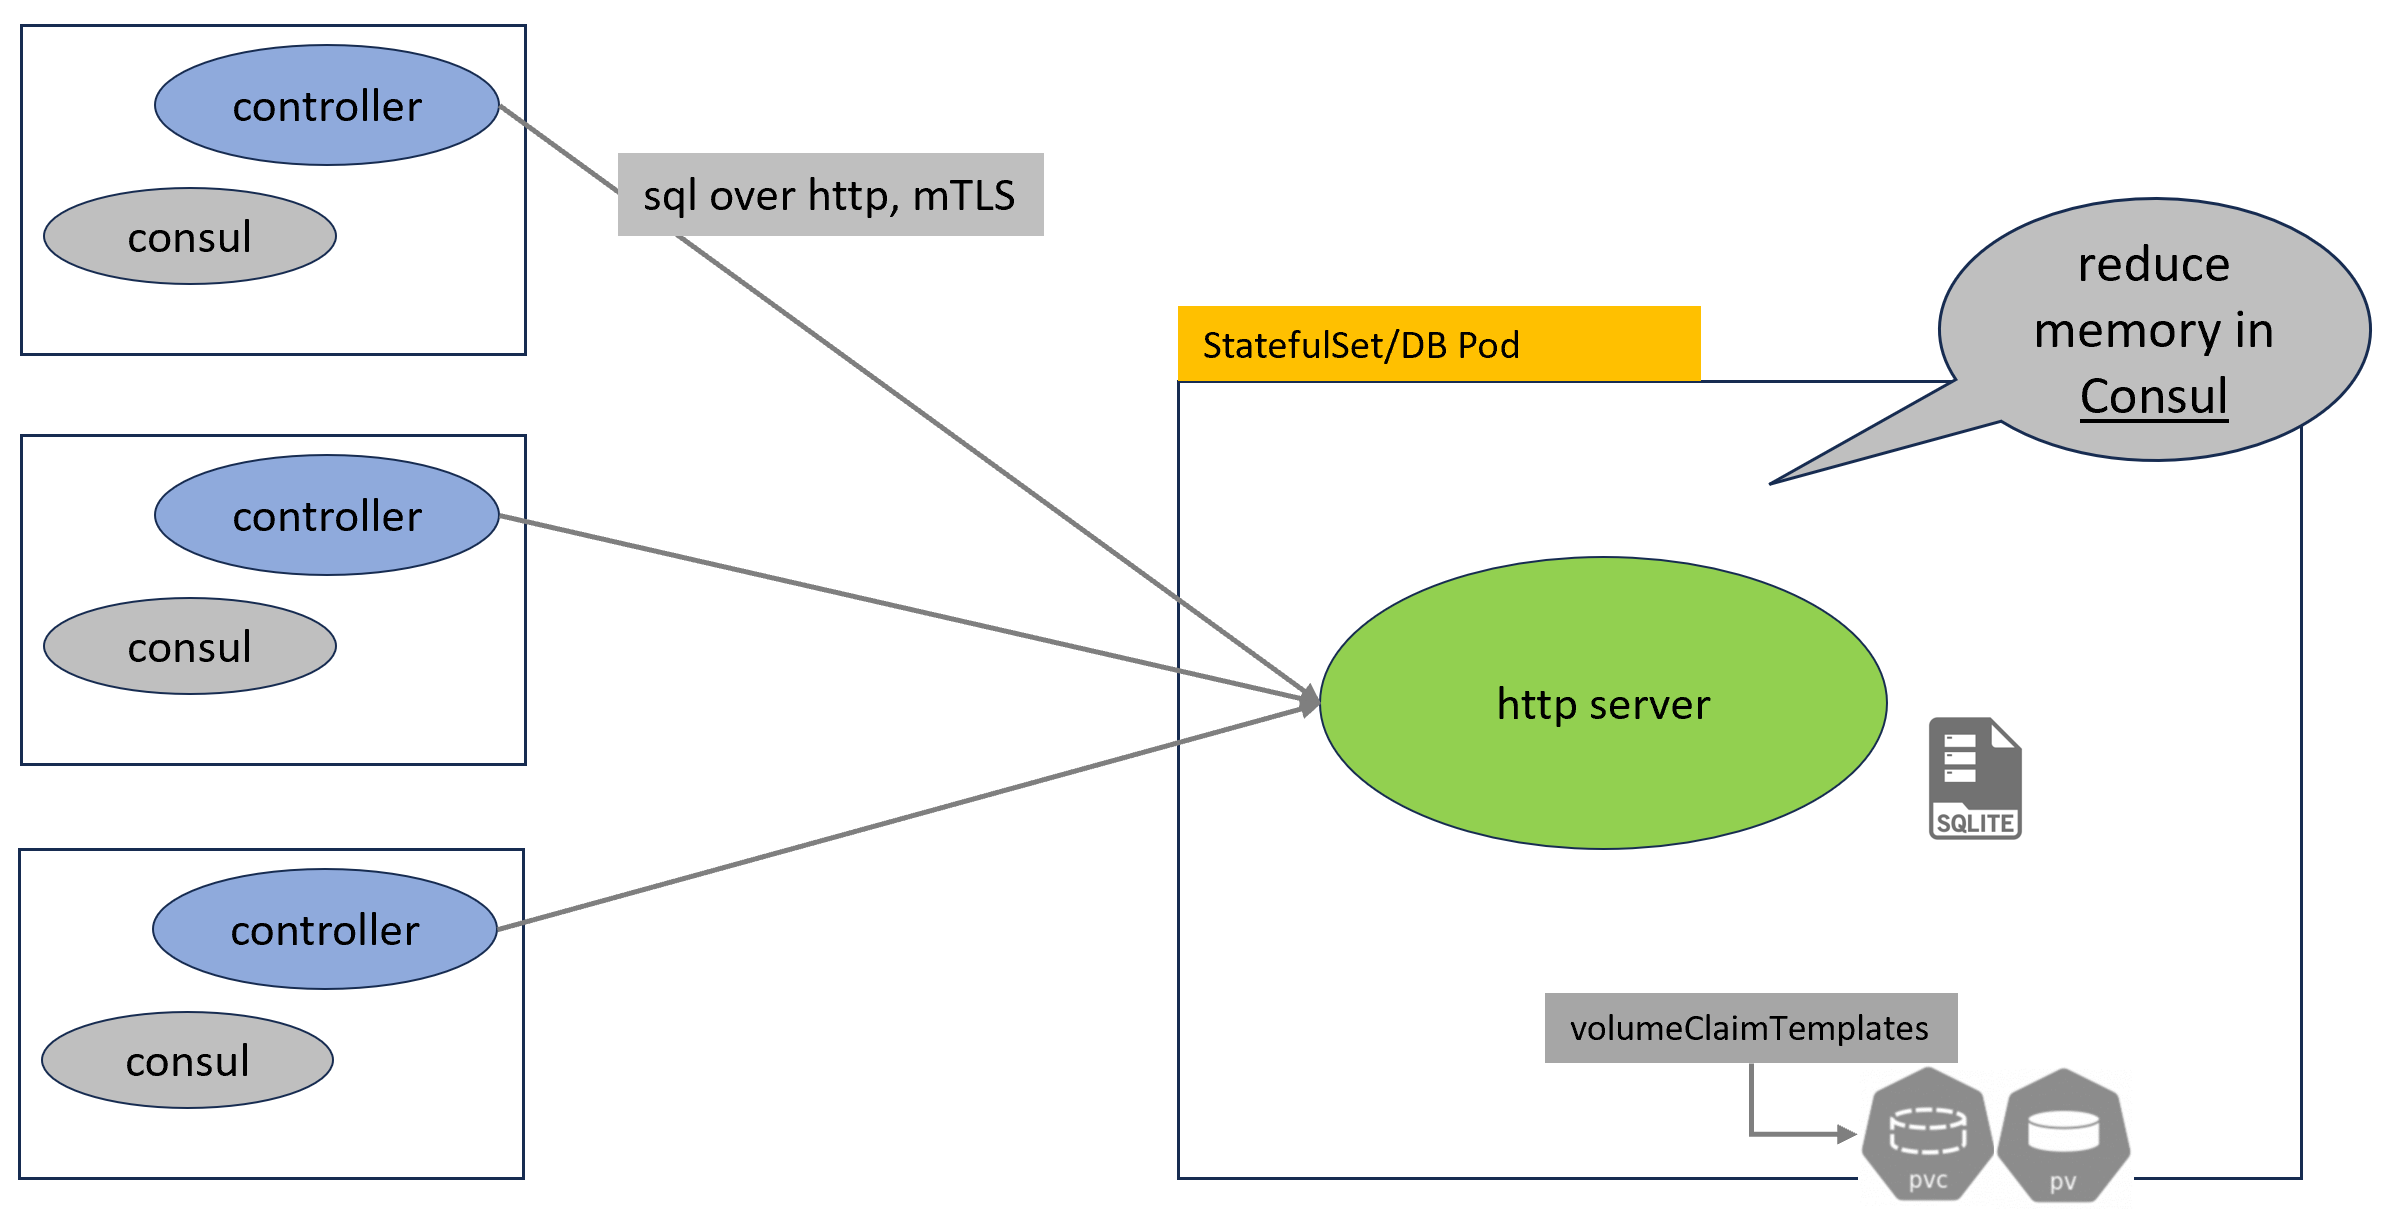 controller
consul
sql over http, mTLS
reduce
memory in
Consul
StatefulSet/DB Pod
controller
consul
http server
SQLITE
controller
consul
volumeClaimTemplates
pvc
pv